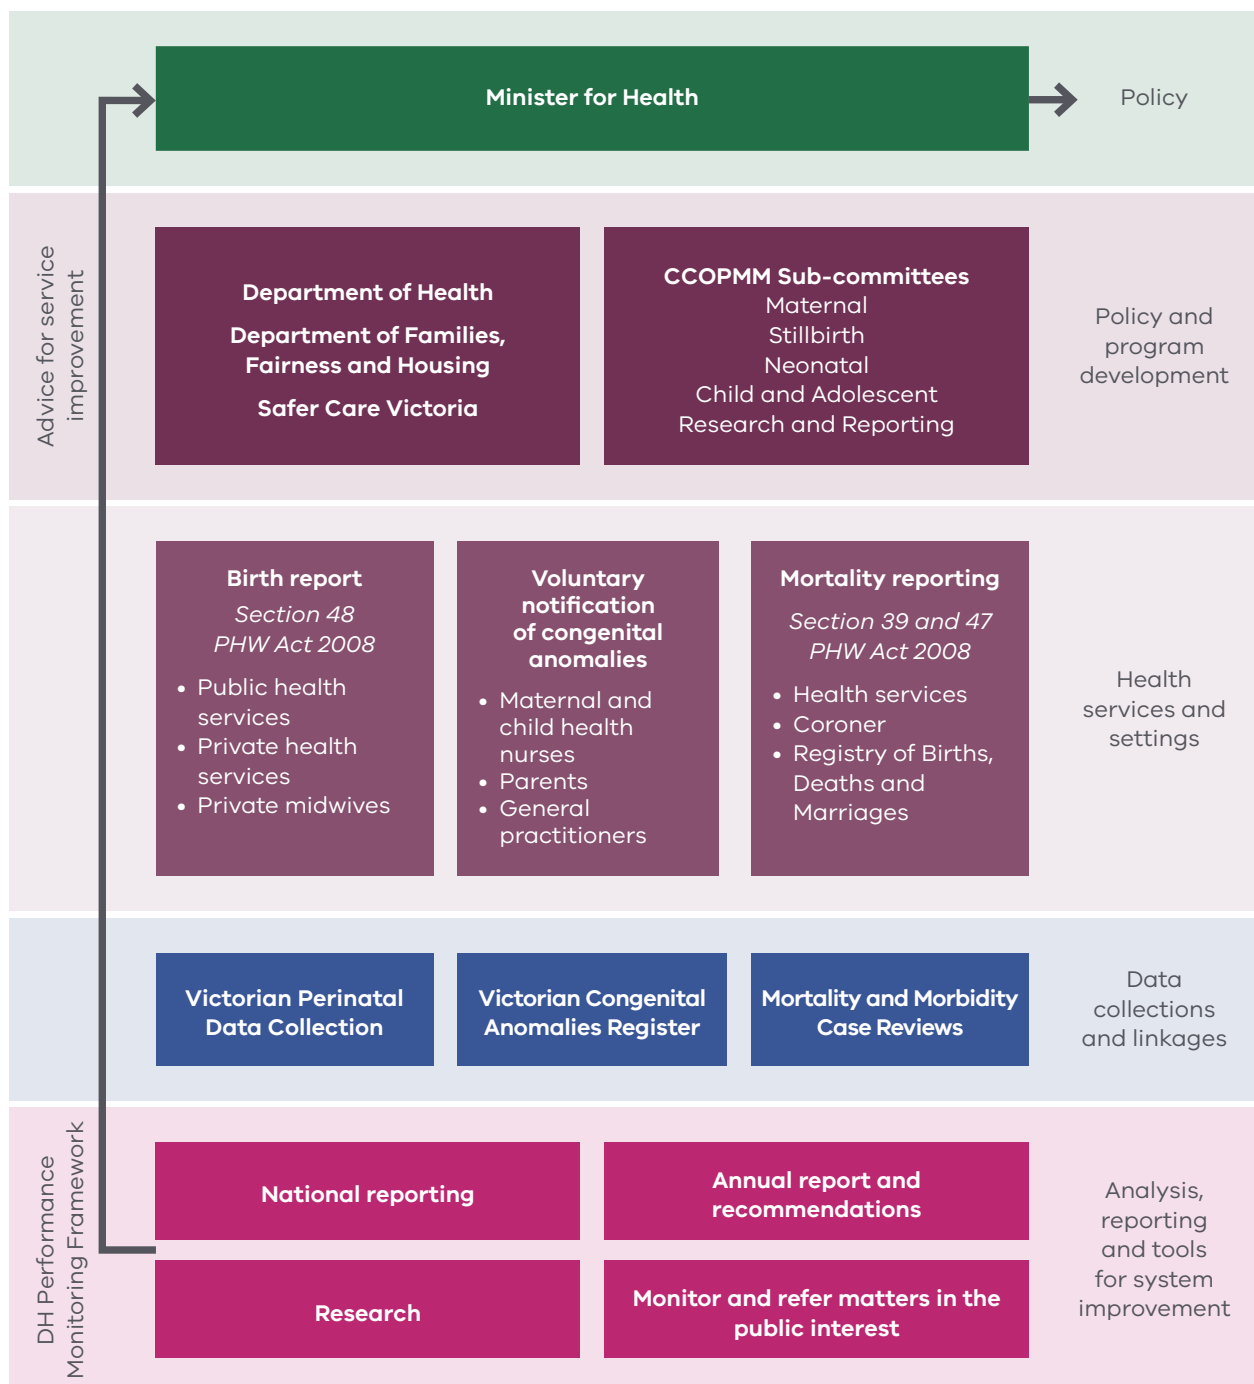 Minister for Health
Policy
Advice for service
improvement
Department of Health
Department of Families,
Fairness and Housing
Safer Care Victoria
CCOPMM Sub-committees
Maternal
Stillbirth
Neonatal
Child and Adolescent
Research and Reporting
Policy and
program
development
Birth report
Section 48
PHW Act 2008
• Public health
services
• Private health
services
• Private midwives
Voluntary
notification
of congenital
anomalies
• Maternal and
child health
nurses
• Parents
• General
practitioners
Mortality reporting
Section 39 and 47
PHW Act 2008
• Health services
• Coroner
• Registry of Births,
Deaths and
Marriages
Health
services and
settings
Victorian Perinatal
Data Collection
Victorian Congenital
Anomalies Register
Mortality and Morbidity
Case Reviews
Data
collections
and linkages
DH Performance
Monitoring Framework
National reporting
Annual report and
recommendations
Research
Monitor and refer matters in the
public interest
Analysis,
reporting
and tools
for system
improvement